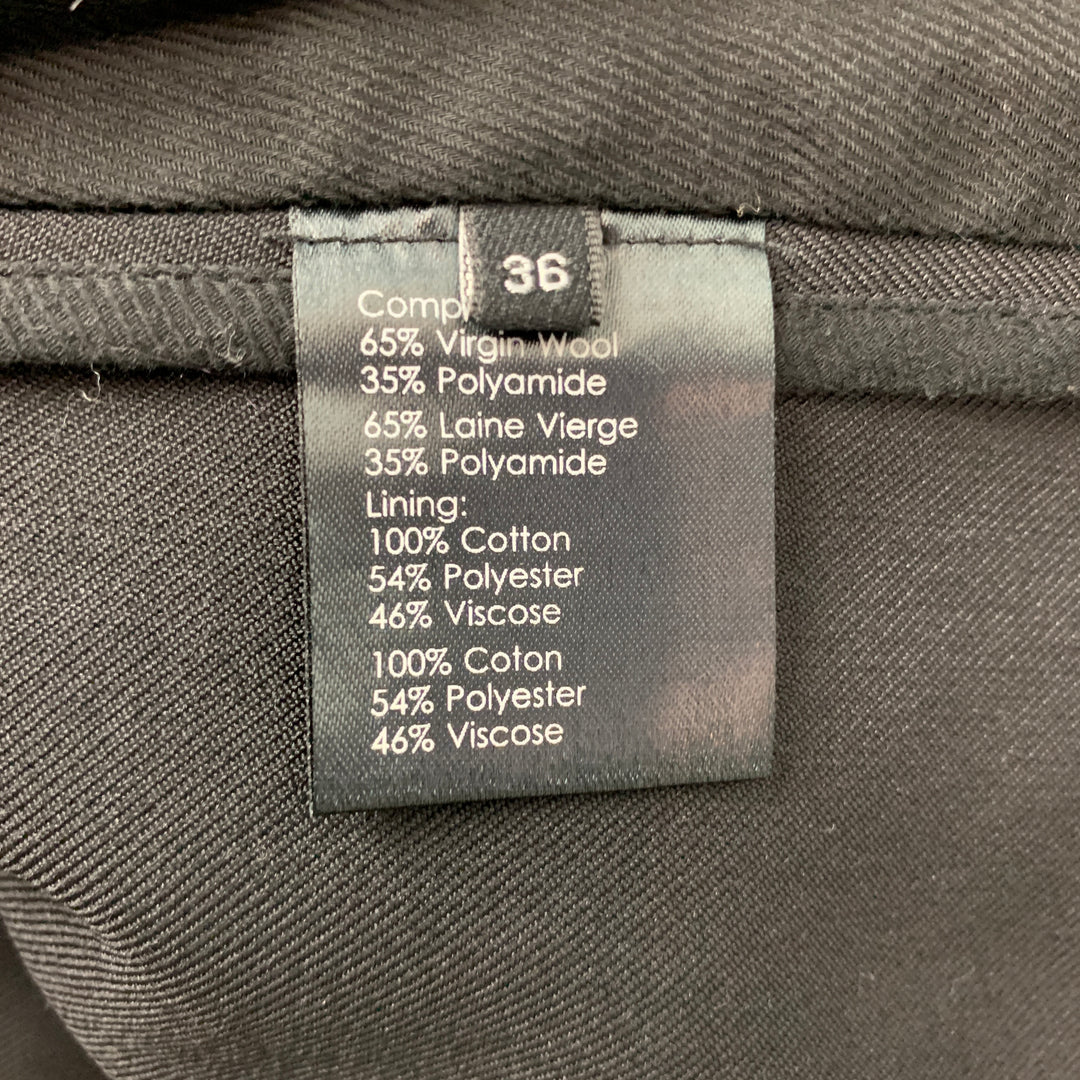 36
Comp
65% Virgin Wool
35% Polyamide
65% Laine Vierge
35% Polyamide
Lining:
100% Cotton
54% Polyester
46% Viscose
100% Coton
54% Polyester
46% Viscose